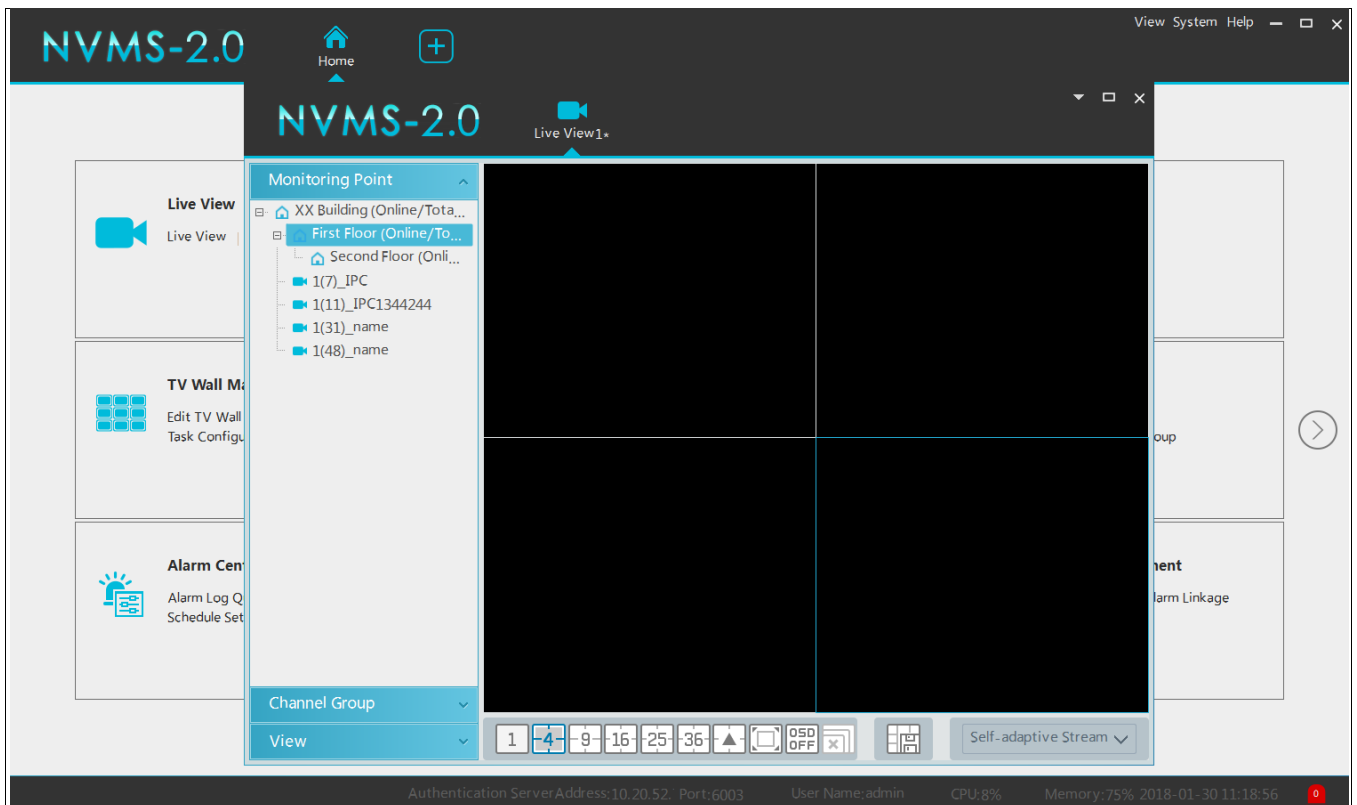 NVMS-2.0
Home
View System Help
NVMS-2.0
Live View1*
Monitoring Point
XX Building (Online/Tota...
First Floor (Online/To...
Second Floor (Onli...
1(7)_IPC
1(11)_IPC1344244
1(31)_name
1(48)_name
Channel Group
View
Live View
Live View
TV Wall Ma
Edit TV Wall
Task Configu
oup
Alarm Cen
Alarm Log Q
Schedule Set
ment
larm Linkage
1 4 9 16 25 36 OSD OFF
Self-adaptive Stream
Authentication ServerAddress:10.20.52. Port:6003 User Name:admin CPU:8% Memory:75% 2018-01-30 11:18:56 0